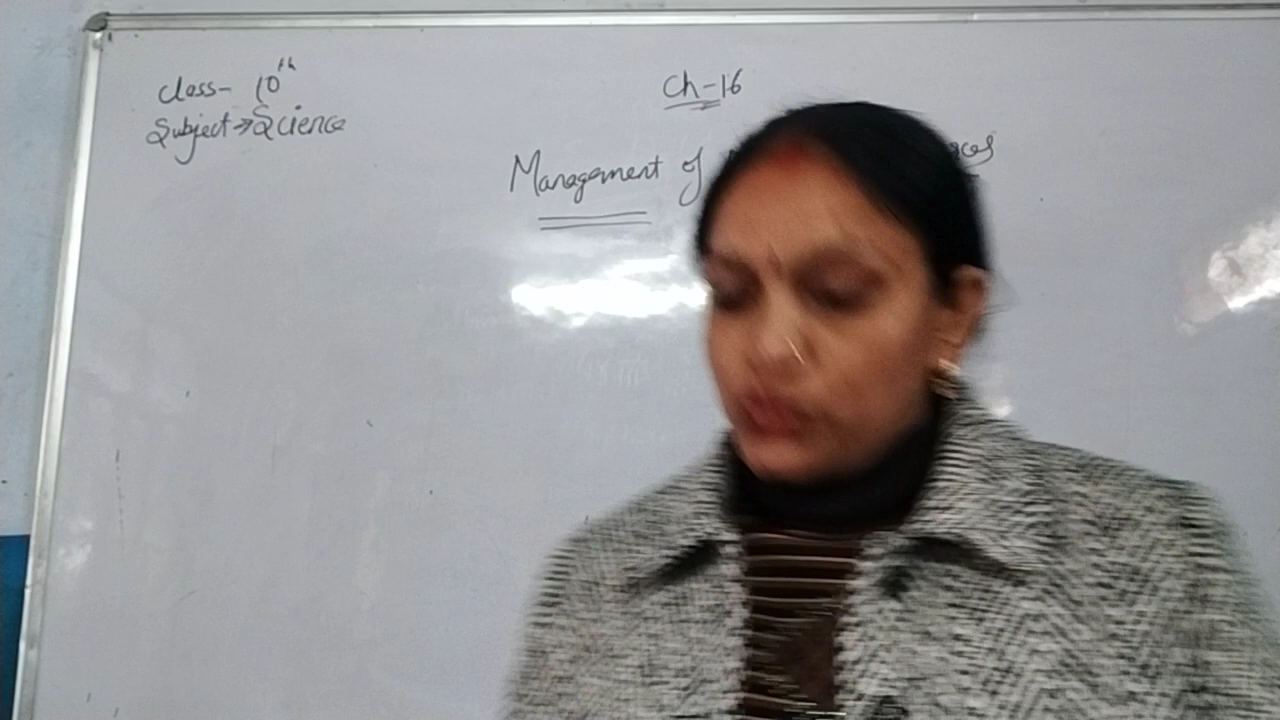 Class- 10th
Subject → Science
Ch-16
Management of